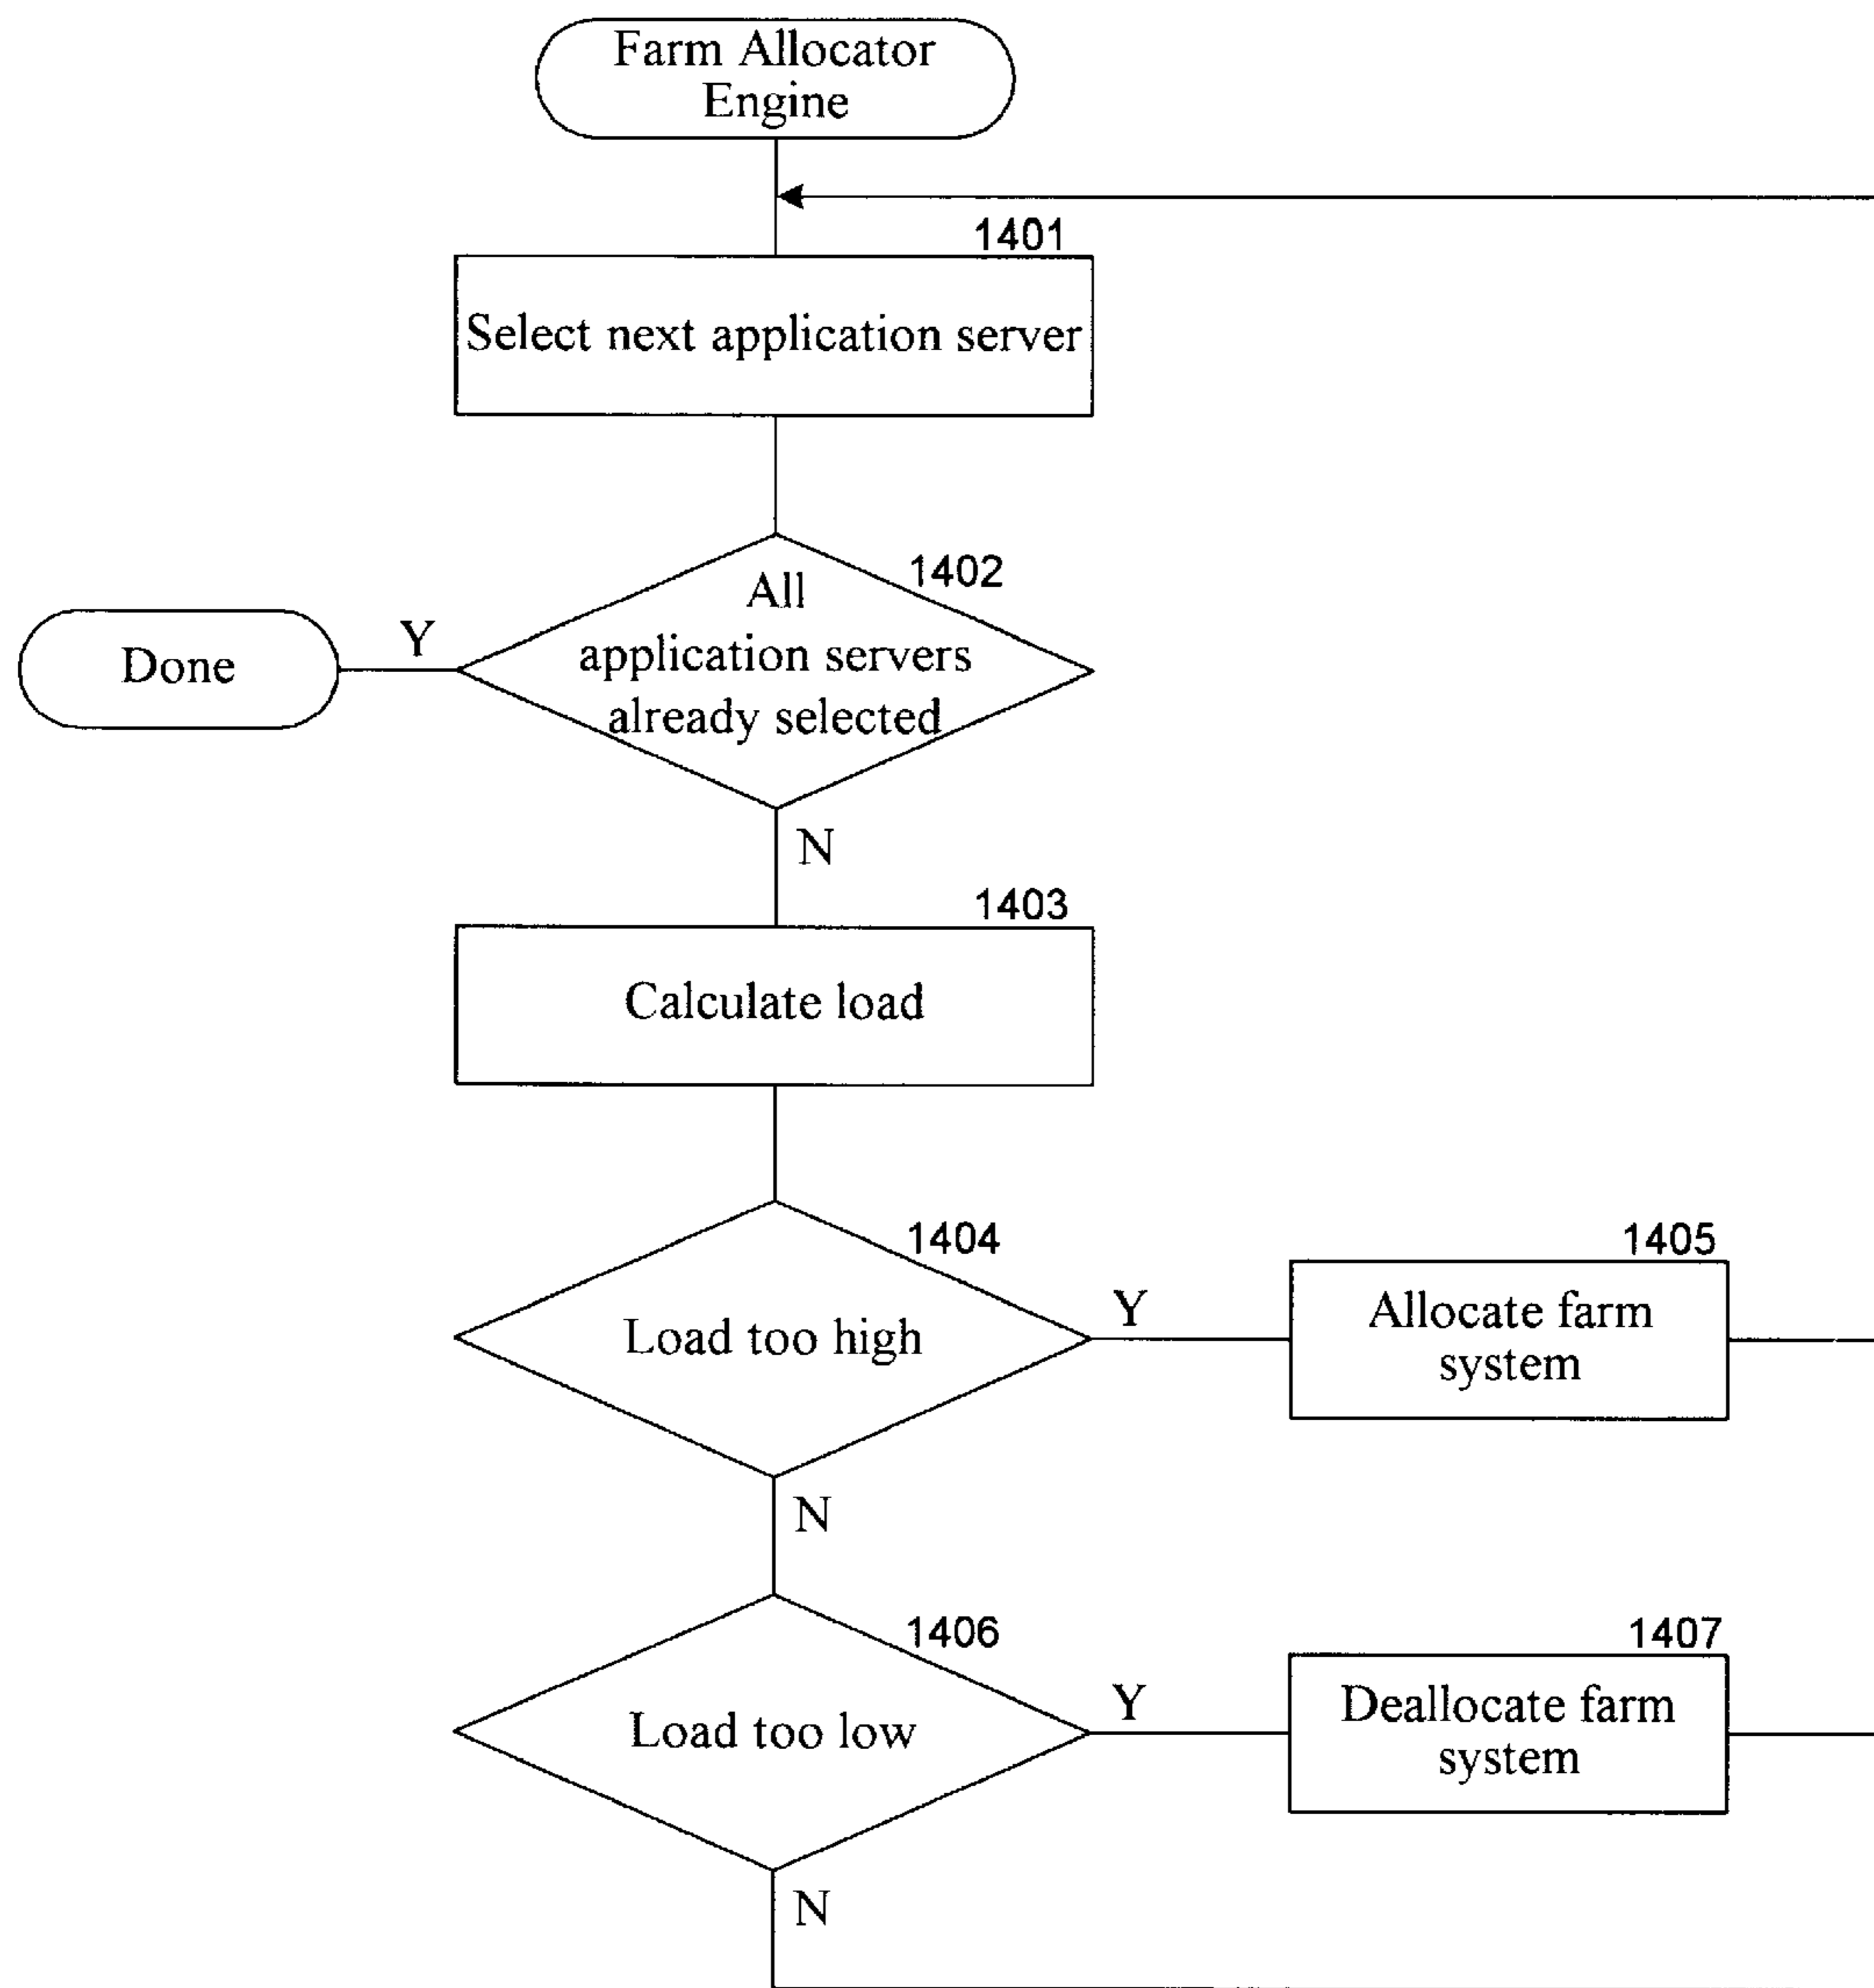 Farm Allocator
Engine
1401
Select next application server
1402
All
application servers
already selected
Y
Done
N
1403
Calculate load
1404
Load too high
Y
1405
Allocate farm
system
N
1406
Load too low
Y
1407
Deallocate farm
system
N